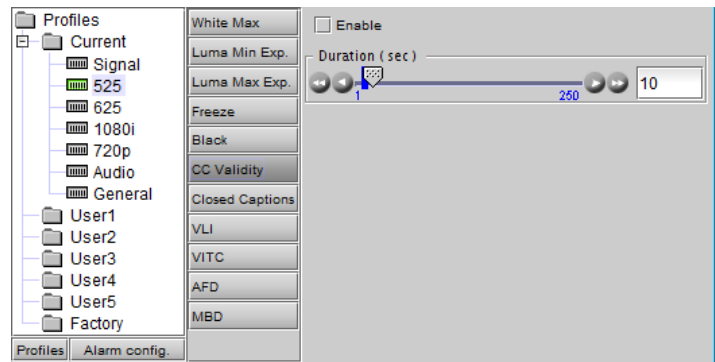 Profiles
Current
Signal
525
625
1080i
720p
Audio
General
User1
User2
User3
User4
User5
Factory
Profiles
Alarm config.
White Max
Luma Min Exp.
Luma Max Exp.
Freeze
Black
CC Validity
Closed Captions
VLI
VITC
AFD
MBD
Enable
Duration ( sec )
1
250
10